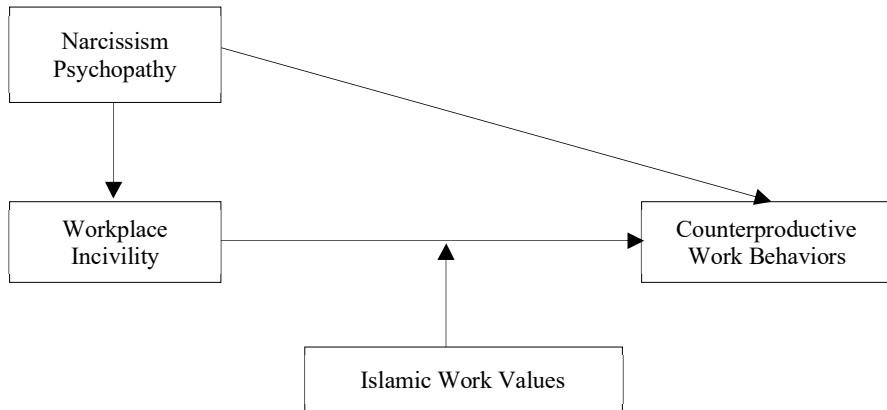 Narcissism
Psychopathy
Workplace
Incivility
Counterproductive
Work Behaviors
Islamic Work Values